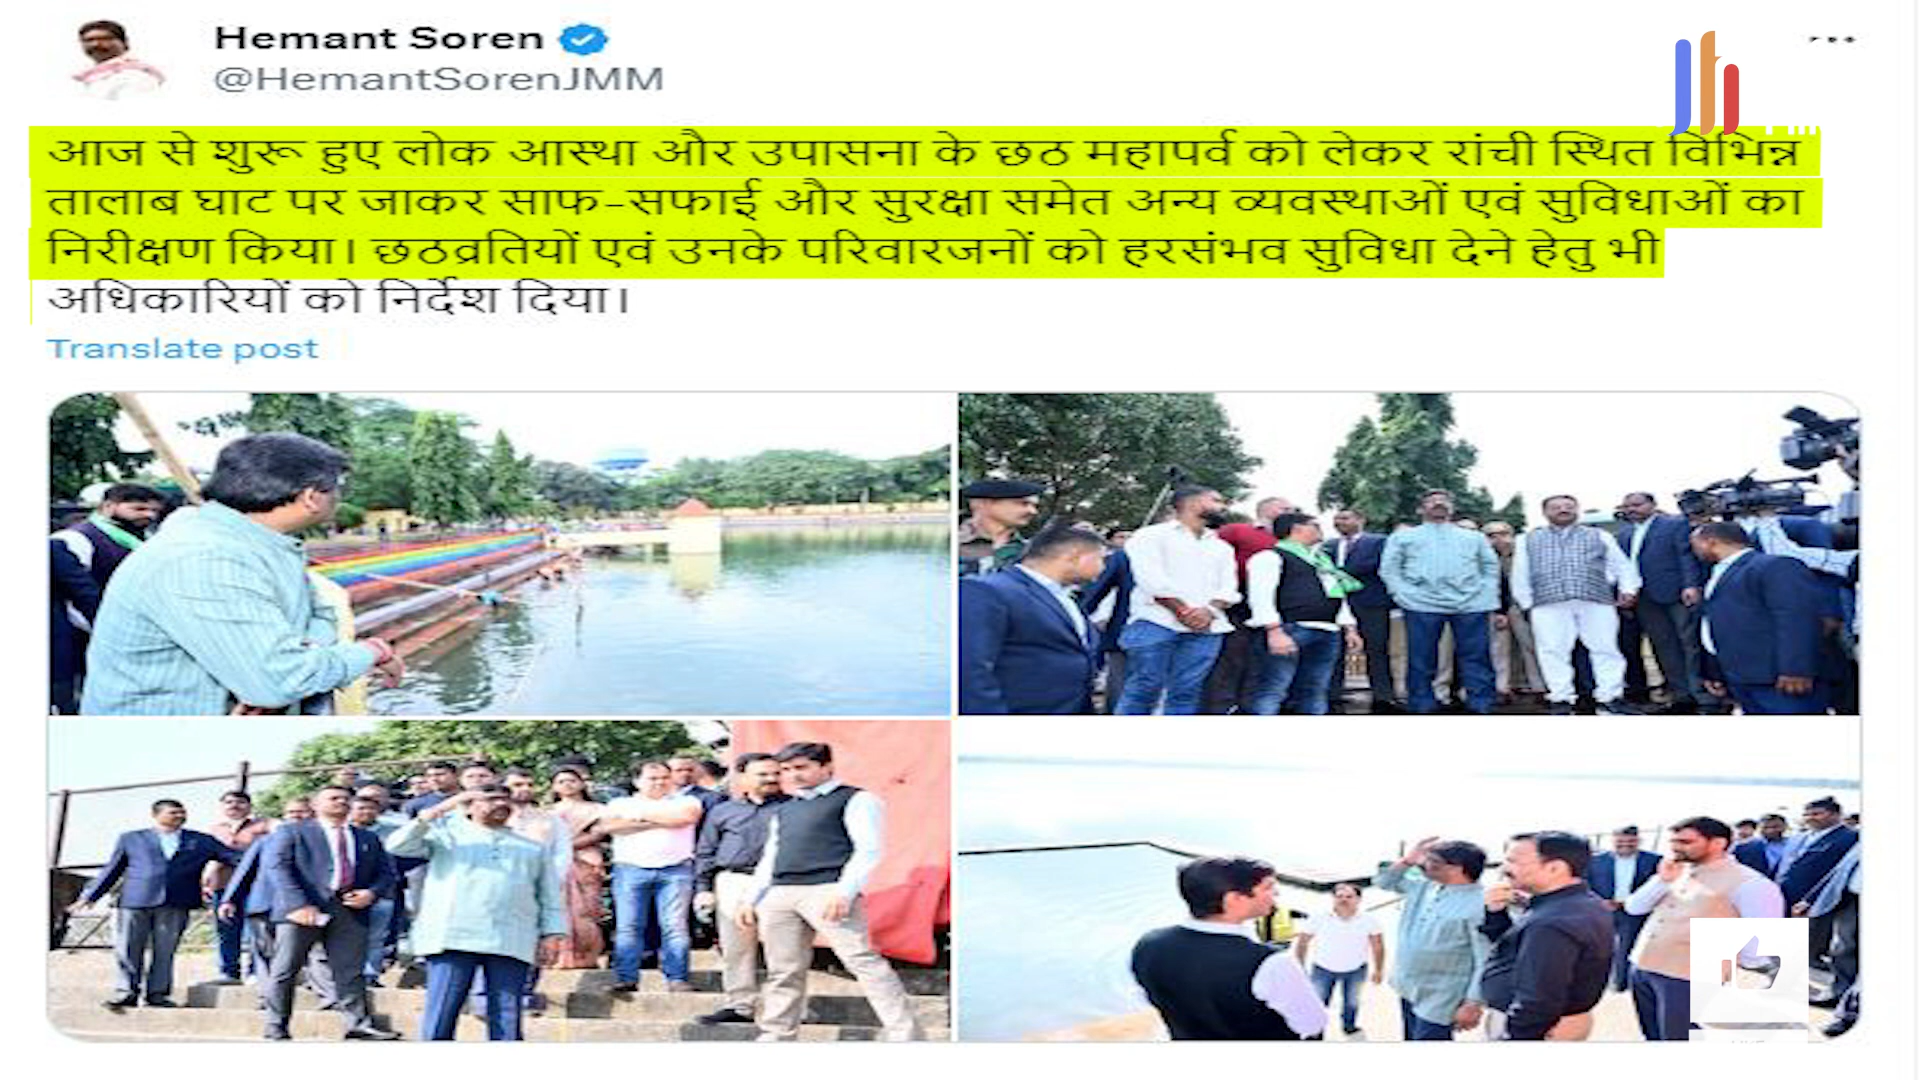 Hemant Soren
@HemantSorenJMM
आज से शुरू हुए लोक आस्था और उपासना के छठ महापर्व को लेकर रांची स्थित विभिन्न
तालाब घाट पर जाकर साफ-सफाई और सुरक्षा समेत अन्य व्यवस्थाओं एवं सुविधाओं का
निरीक्षण किया। छठव्रतियों एवं उनके परिवारजनों को हरसंभव सुविधा देने हेतु भी
अधिकारियों को निर्देश दिया।
Translate post